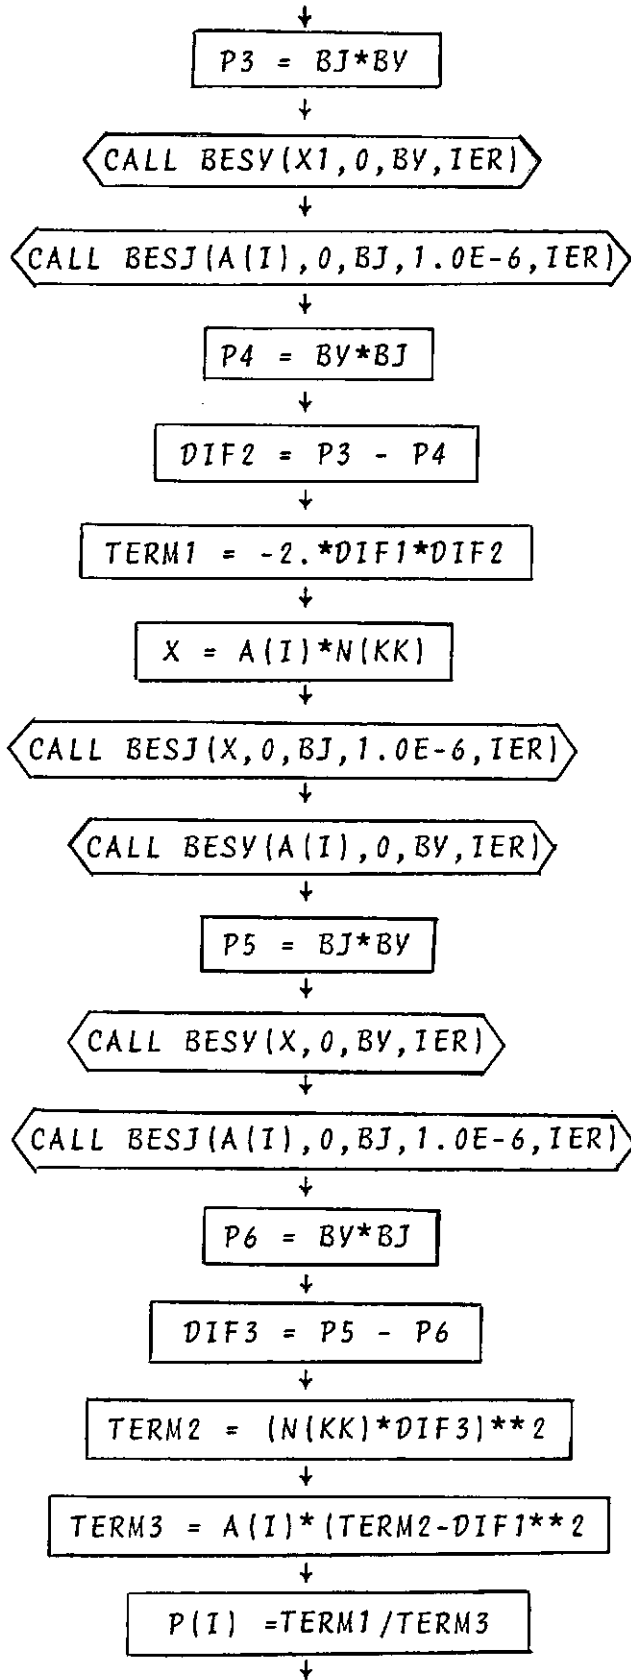 P3 = BJ*BY
CALL BESY(X1,0,BY,IER)
CALL BESJ(A(I),0,BJ,1.0E-6,IER)
P4 = BY*BJ
DIF2 = P3 - P4
TERM1 = -2.*DIF1*DIF2
X = A(I)*N(KK)
CALL BESJ(X,0,BJ,1.0E-6,IER)
CALL BESY(A(I),0,BY,IER)
P5 = BJ*BY
CALL BESY(X,0,BY,IER)
CALL BESJ(A(I),0,BJ,1.0E-6,IER)
P6 = BY*BJ
DIF3 = P5 - P6
TERM2 = (N(KK)*DIF3)**2
TERM3 = A(I)*(TERM2-DIF1**2
P(I) =TERM1/TERM3